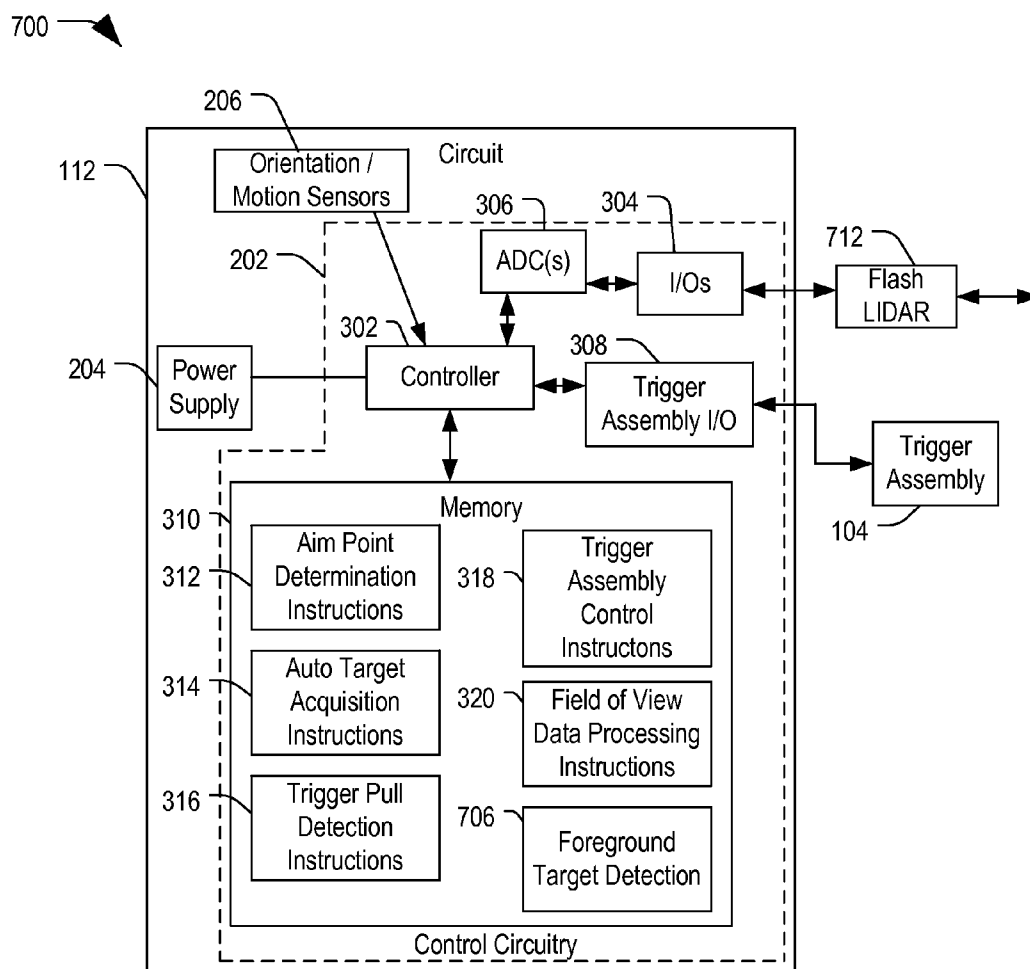 700
206
Circuit
112
Orientation /
Motion Sensors
306
304
202
ADC(s)
I/Os
712
Flash
LIDAR
302
Controller
308
204
Power
Supply
Trigger
Assembly I/O
Trigger
Assembly
104
Memory
310
312
Aim Point
Determination
Instructions
318
Trigger
Assembly
Control
Instructons
314
Auto Target
Acquisition
Instructions
320
Field of View
Data Processing
Instructions
316
Trigger Pull
Detection
Instructions
706
Foreground
Target Detection
Control Circuitry